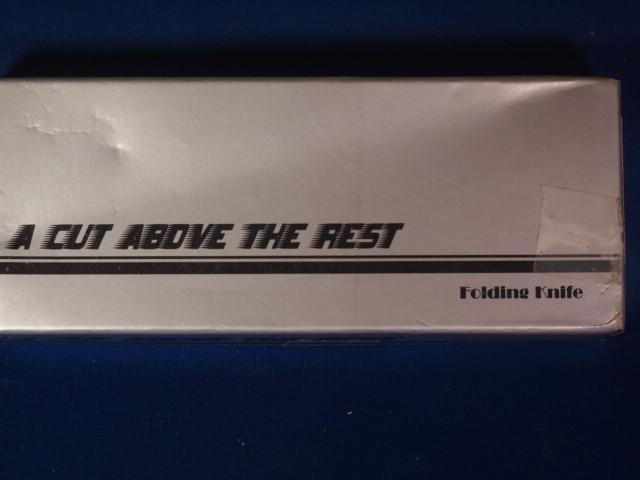 A CUT ABOVE THE REST
Folding Knife